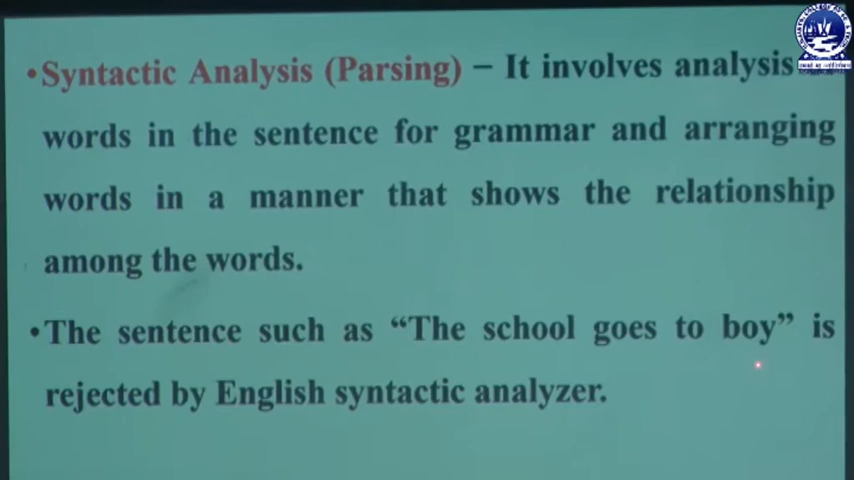 •Syntactic Analysis (Parsing) – It involves analysis
words in the sentence for grammar and arranging
words in a manner that shows the relationship
among the words.
•The sentence such as “The school goes to boy” is
rejected by English syntactic analyzer.